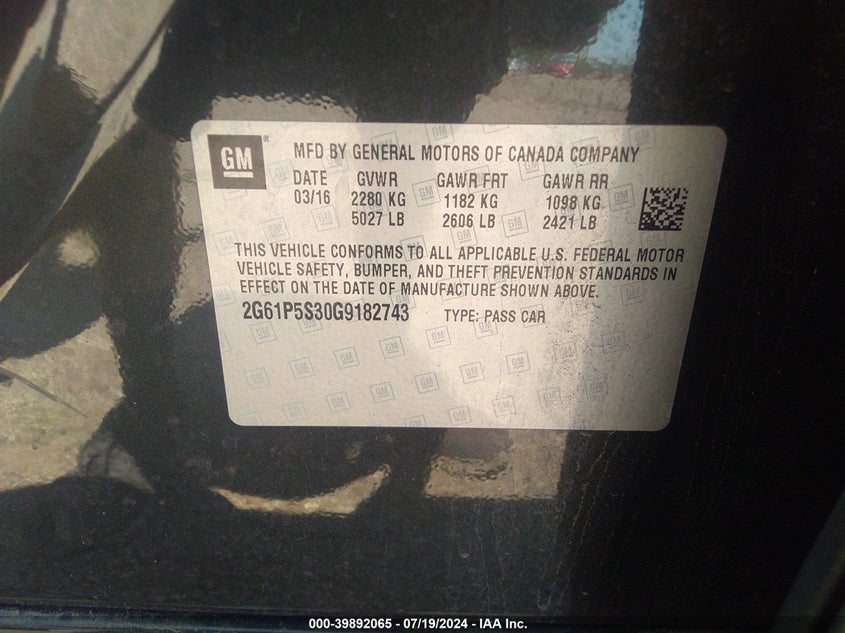 GM ®
MFD BY GENERAL MOTORS OF CANADA COMPANY
DATE GVWR GAWR FRT GAWR RR
03/16 2280 KG 1182 KG 1098 KG
5027 LB 2606 LB 2421 LB
THIS VEHICLE CONFORMS TO ALL APPLICABLE U.S. FEDERAL MOTOR
VEHICLE SAFETY, BUMPER, AND THEFT PREVENTION STANDARDS IN
EFFECT ON THE DATE OF MANUFACTURE SHOWN ABOVE.
2G61P5S30G9182743 TYPE: PASS CAR
000-39892065 - 07/19/2024 - IAA Inc.